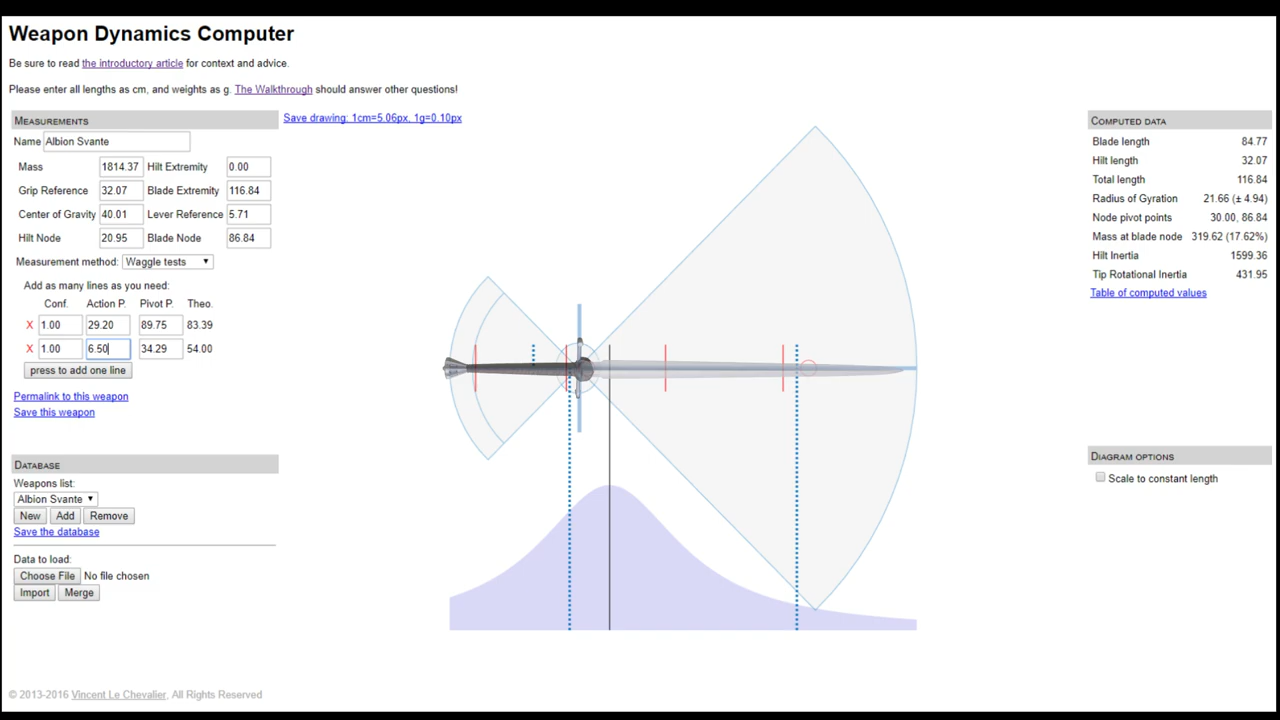 Weapon Dynamics Computer
Be sure to read the introductory article for context and advice.
Please enter all lengths as cm, and weights as g. The Walkthrough should answer other questions!
MEASUREMENTS
Name Albion Svante
Mass 1814.37 Hilt Extremity 0.00
Grip Reference 32.07 Blade Extremity 116.84
Center of Gravity 40.01 Lever Reference 5.71
Hilt Node 20.95 Blade Node 86.84
Measurement method: Waggle tests
Add as many lines as you need:
Conf. Action P. Pivot P. Theo.
X 1.00 29.20 89.75 83.39
X 1.00 6.50 34.29 54.00
press to add one line
Permalink to this weapon
Save this weapon
DATABASE
Weapons list:
Albion Svante
New Add Remove
Save the database
Data to load:
Choose File No file chosen
Import Merge
Save drawing: 1cm=5.06px, 1g=0.10px
COMPUTED DATA
Blade length 84.77
Hilt length 32.07
Total length 116.84
Radius of Gyration 21.66 (± 4.94)
Node pivot points 30.00, 86.84
Mass at blade node 319.62 (17.62%)
Hilt Inertia 1599.36
Tip Rotational Inertia 431.95
Table of computed values
DIAGRAM OPTIONS
Scale to constant length
© 2013-2016 Vincent Le Chevalier, All Rights Reserved